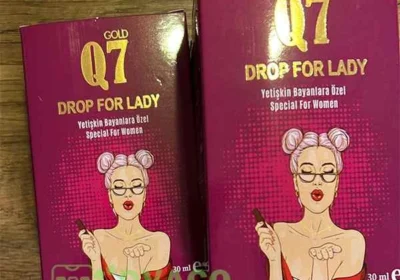 GOLD
Q7
DROP FOR LADY
Yetişkin Bayanlara Özel
Special For Women
30 ml
Q7
DROP FOR LADY
Yetişkin Bayanlara Özel
Special For Women
30 ml